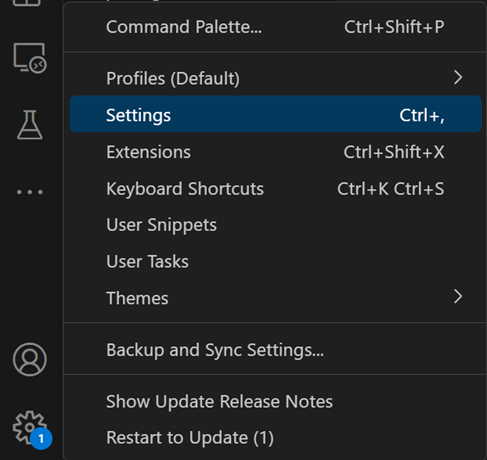 Command Palette... Ctrl+Shift+P
Profiles (Default)
Settings Ctrl+,
Extensions Ctrl+Shift+X
Keyboard Shortcuts Ctrl+K Ctrl+S
User Snippets
User Tasks
Themes
Backup and Sync Settings...
Show Update Release Notes
1
Restart to Update (1)